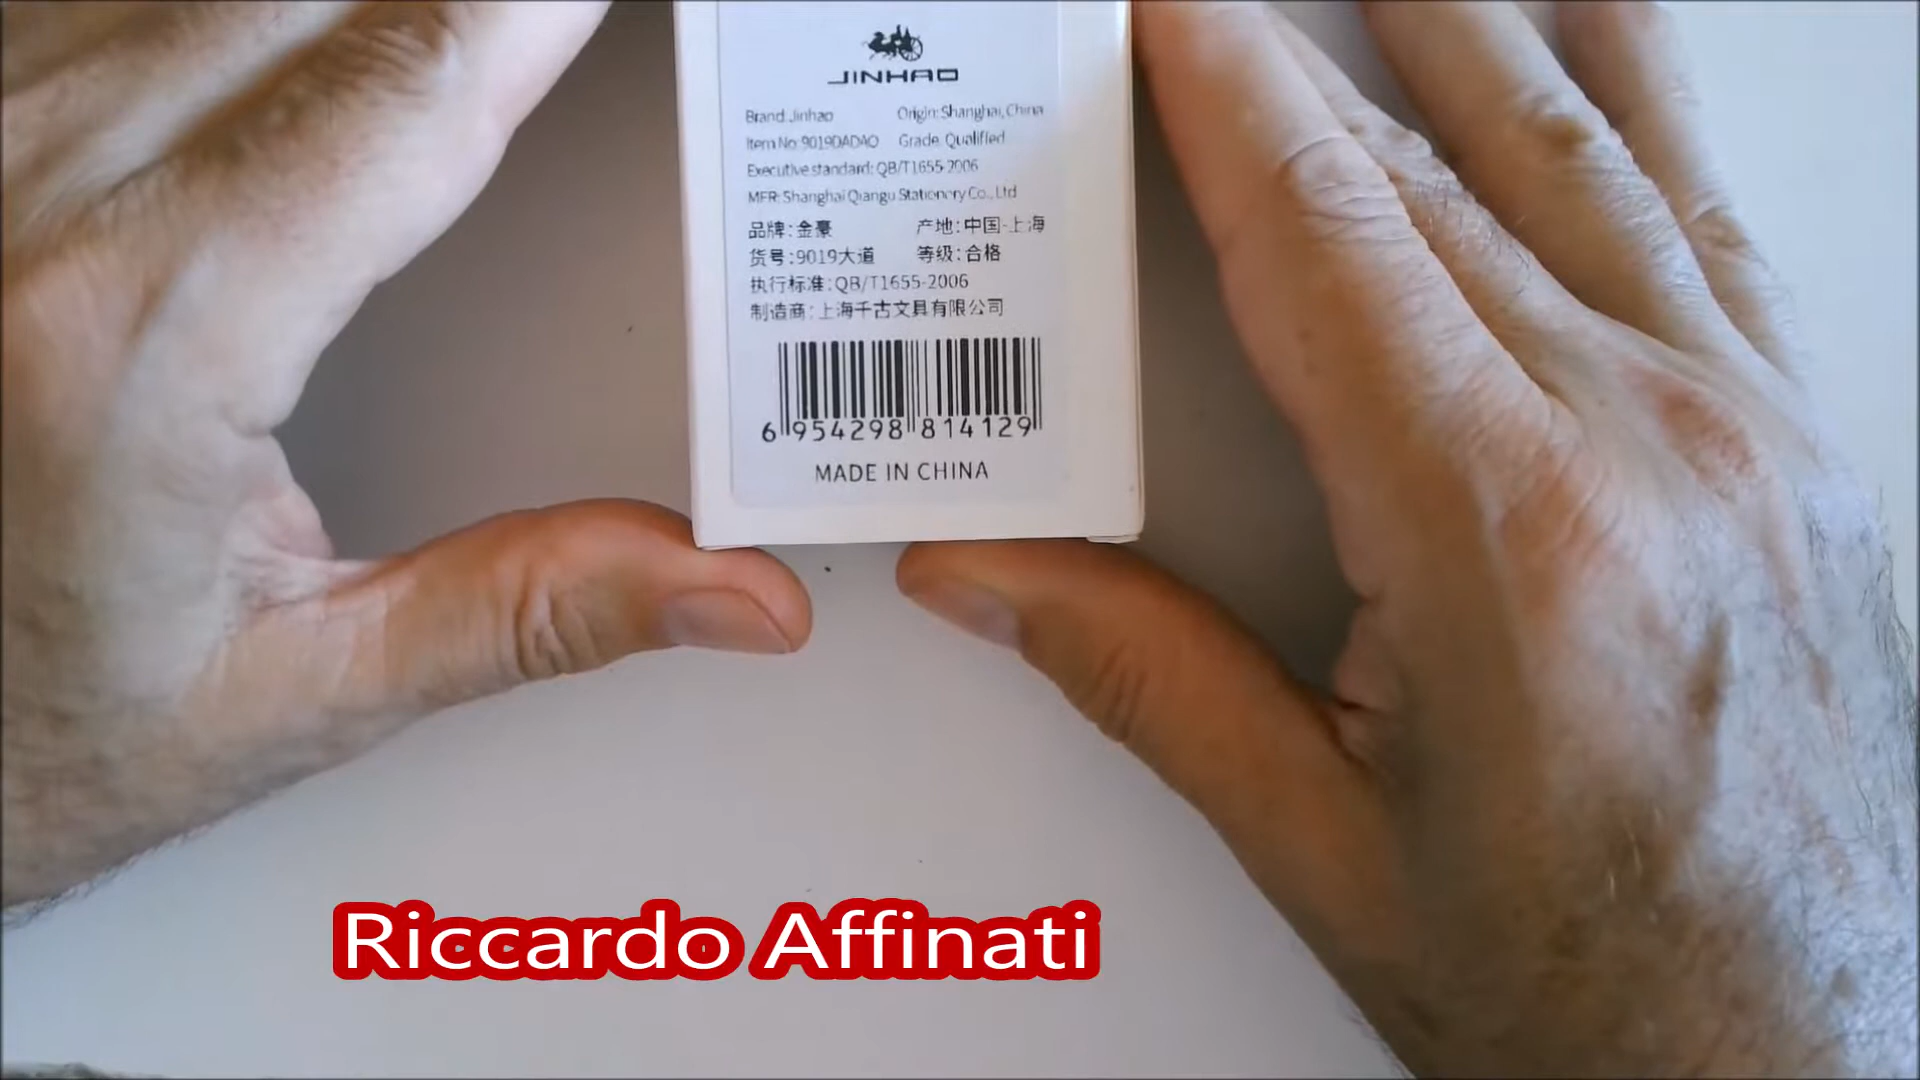 JINHAO
Brand: Jinhao Origin: Shanghai, China
Item No: 9019DADAO Grade: Qualified
Executive standard: QB/T1655-2006
MFR: Shanghai Qiangu Stationery Co., Ltd
品牌：金豪 产地：中国-上海
货号：9019大道 等级：合格
执行标准：QB/T1655-2006
制造商：上海千古文具有限公司
6 954298 814129
MADE IN CHINA
Riccardo Affinati